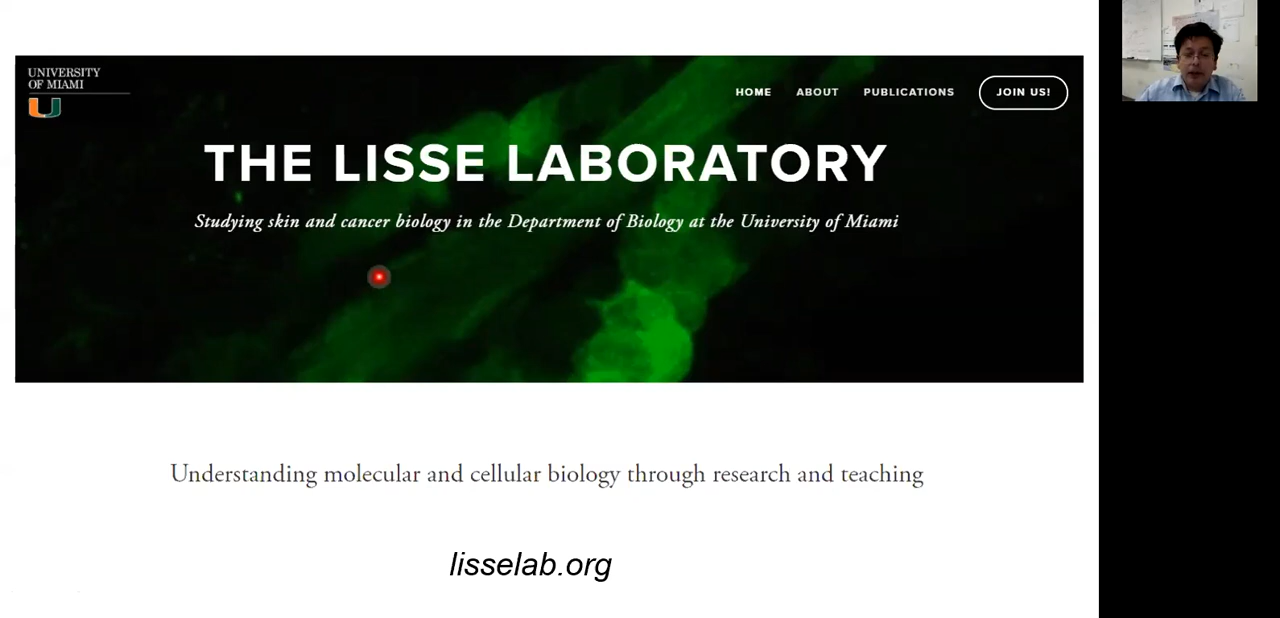 UNIVERSITY
OF MIAMI
HOME ABOUT PUBLICATIONS JOIN US!
THE LISSE LABORATORY
Studying skin and cancer biology in the Department of Biology at the University of Miami
Understanding molecular and cellular biology through research and teaching
lisselab.org